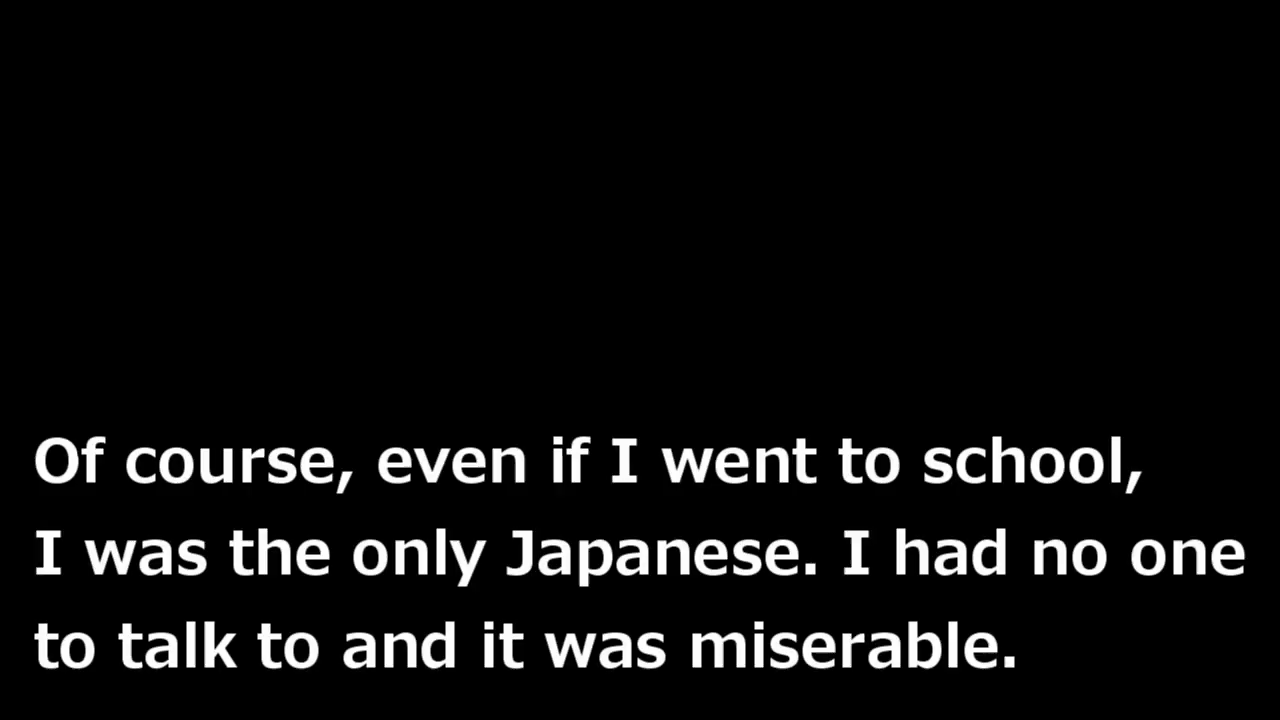 Of course, even if I went to school,
I was the only Japanese. I had no one
to talk to and it was miserable.